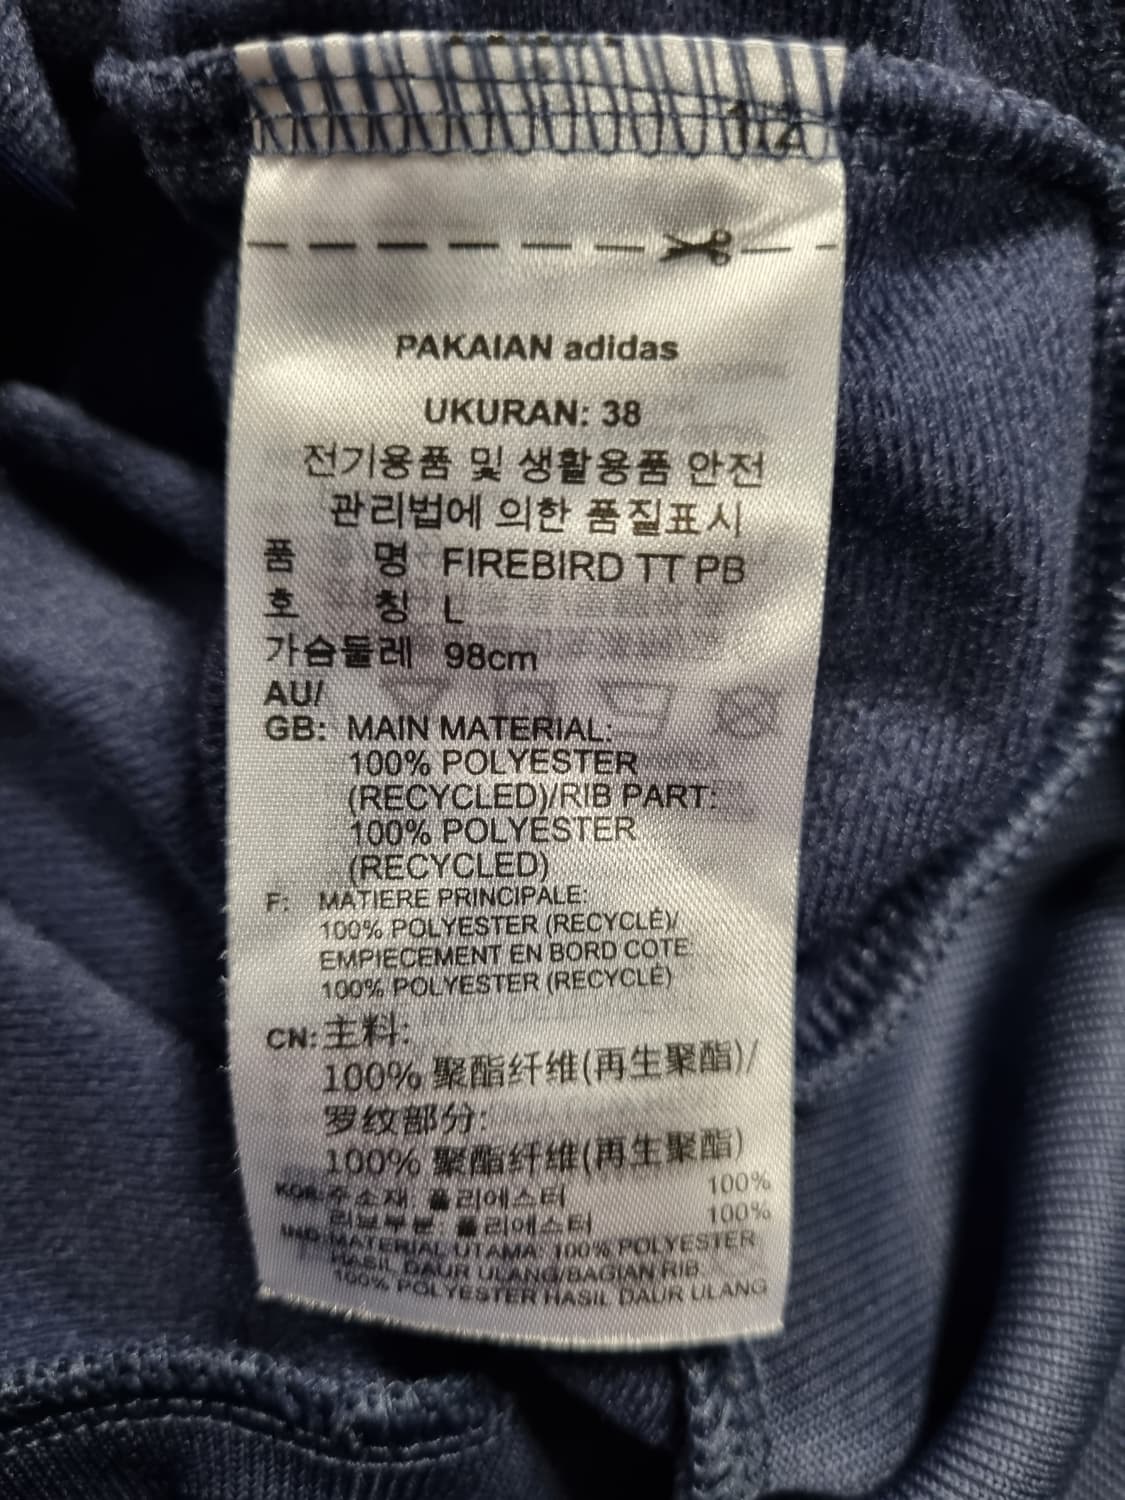 1.2
PAKAIAN adidas
UKURAN: 38
전기용품 및 생활용품 안전
관리법에 의한 품질표시
품 명 FIREBIRD TT PB
호 칭 L
가슴둘레 98cm
AU/
GB: MAIN MATERIAL:
100% POLYESTER
(RECYCLED)/RIB PART:
100% POLYESTER
(RECYCLED)
F: MATIERE PRINCIPALE:
100% POLYESTER (RECYCLÉ)/
EMPIECEMENT EN BORD COTE:
100% POLYESTER (RECYCLÉ)
CN: 主料:
100% 聚酯纤维(再生聚酯)/
罗纹部分:
100% 聚酯纤维(再生聚酯)
KOR: 주소재: 폴리에스터 100%
리브부분: 폴리에스터 100%
IND: MATERIAL UTAMA: 100% POLYESTER
HASIL DAUR ULANG/BAGIAN RIB
100% POLYESTER HASIL DAUR ULANG